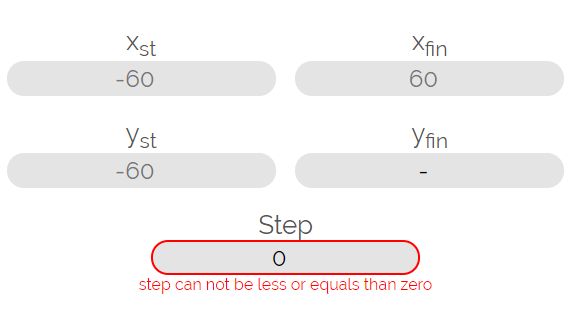 xst xfin
-60 60
yst yfin
-60 -
Step
0
step can not be less or equals than zero